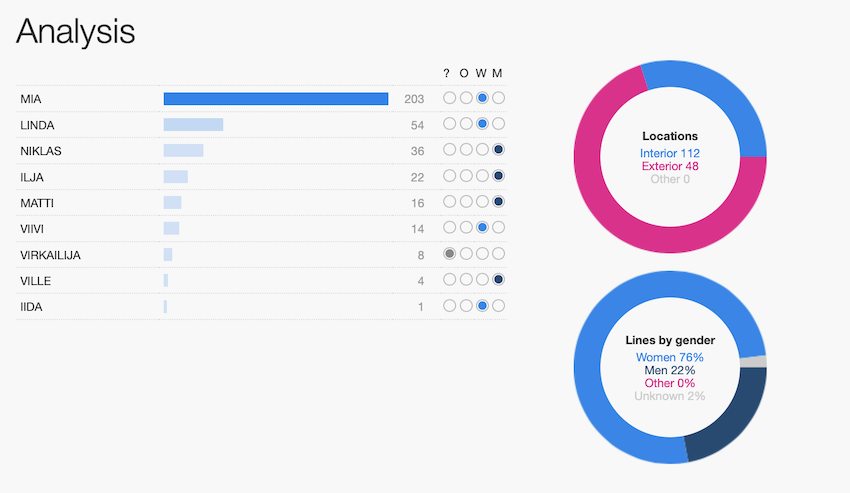 Analysis
? O W M
MIA 203
LINDA 54
NIKLAS 36
ILJA 22
MATTI 16
VIIVI 14
VIRKAILIJA 8
VILLE 4
IIDA 1
Locations
Interior 112
Exterior 48
Other 0
Lines by gender
Women 76%
Men 22%
Other 0%
Unknown 2%